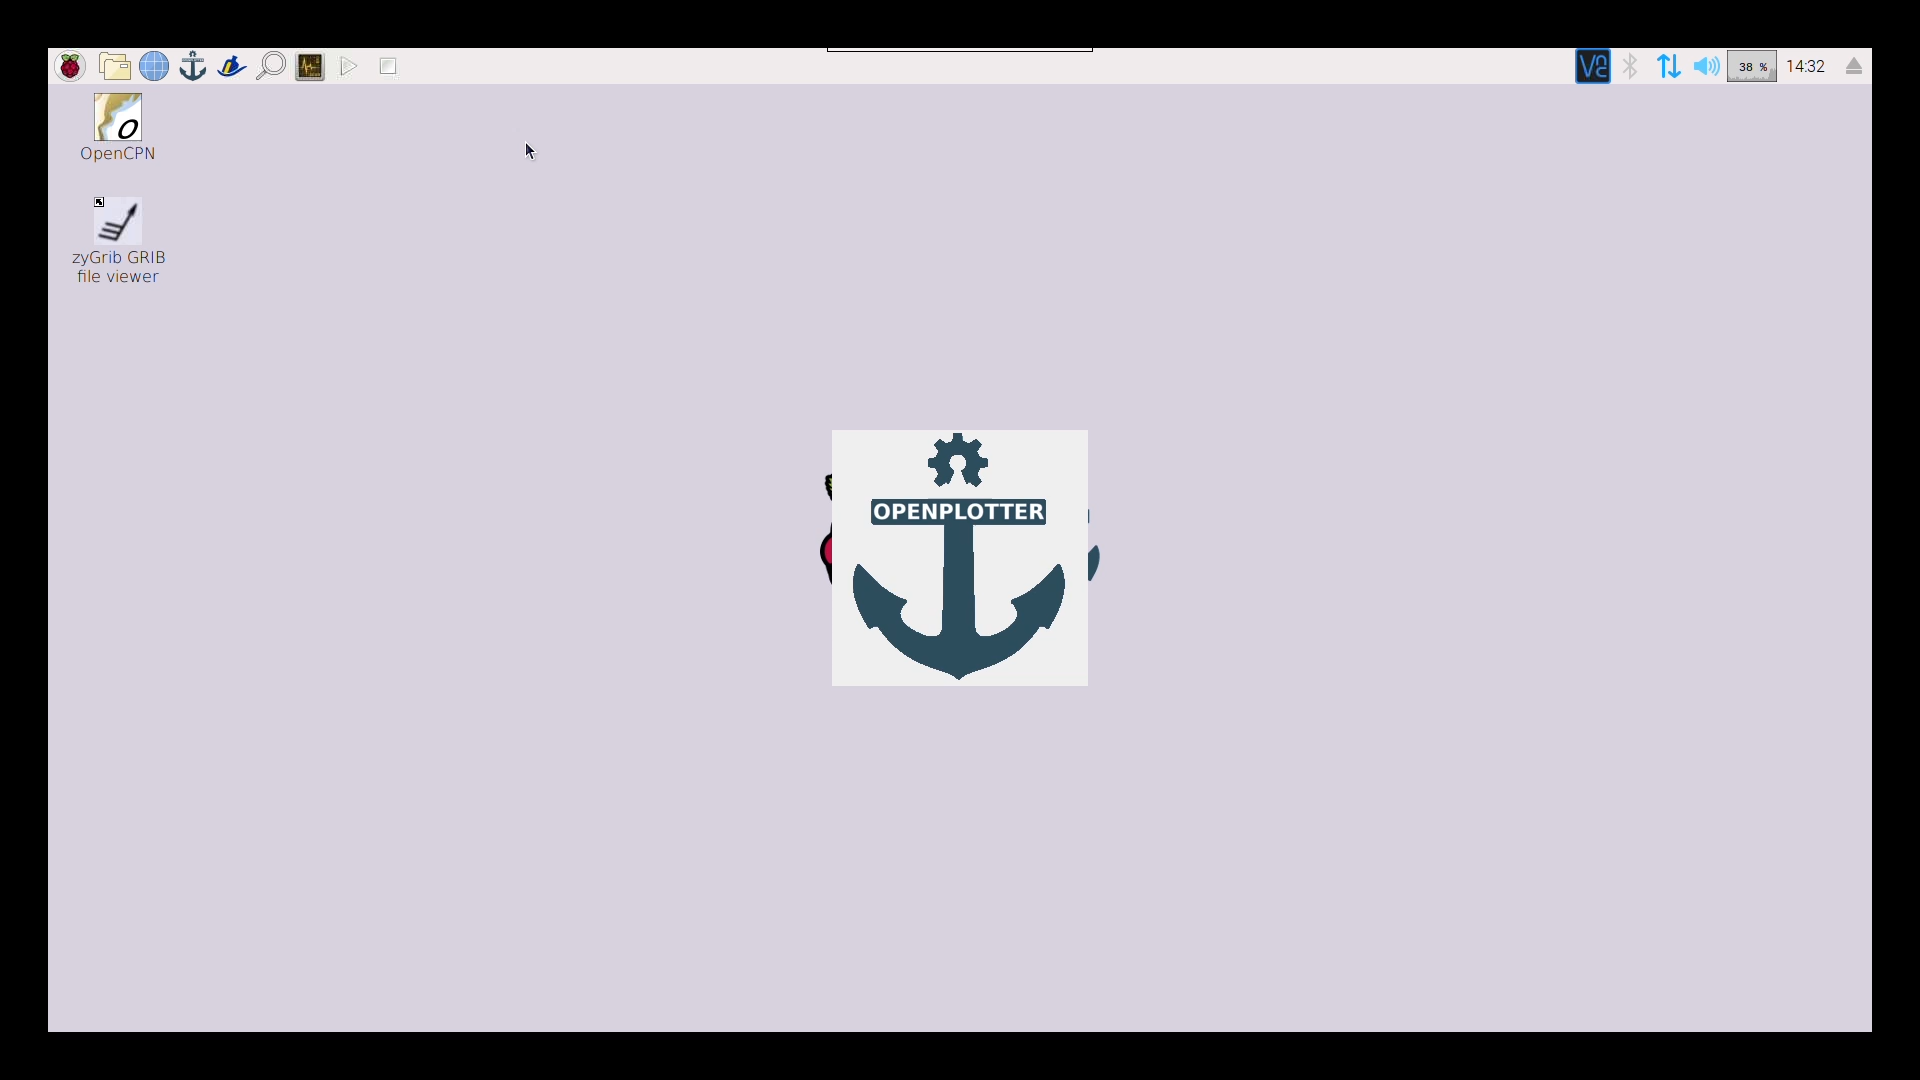 38 %
14:32
OpenCPN
zyGrib GRIB
file viewer
OPENPLOTTER